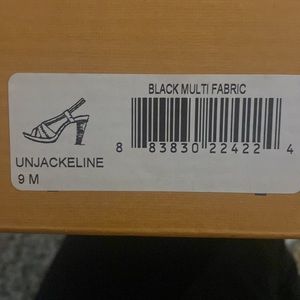 BLACK MULTI FABRIC
8 83830 22422 4
UNJACKELINE
9 M